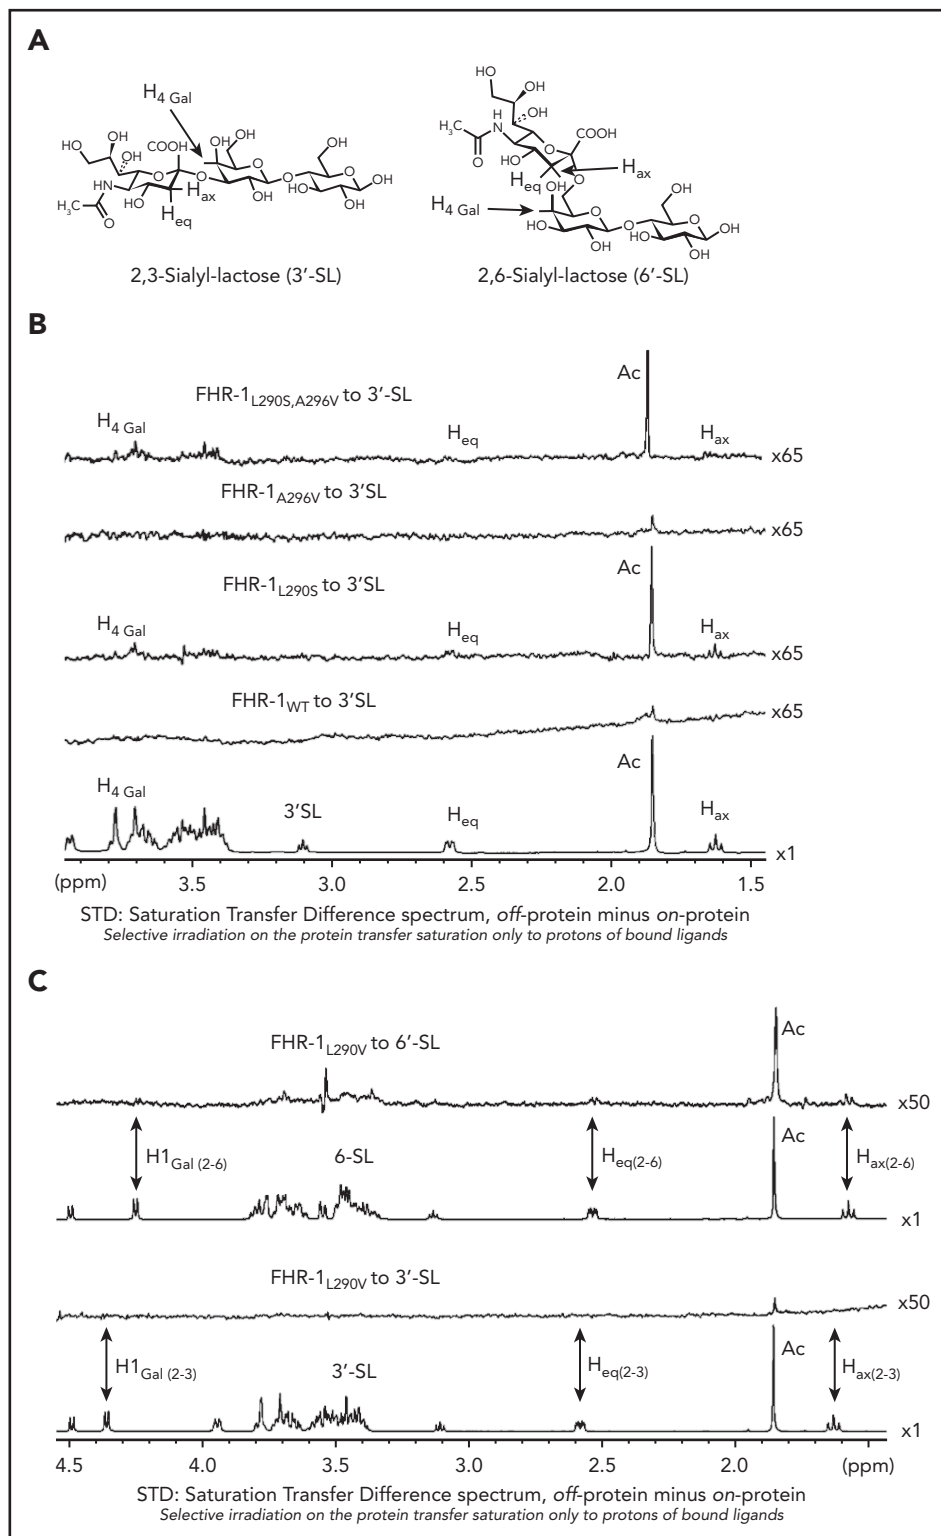 A
H4 Gal
HO
OH
OH
OH
COOH
OH
OH
OH
HN
HO
O
O
O
O
O
OH
HO
OH
OH
H3C
O
Hax
Heq
2,3-Sialyl-lactose (3′-SL)
HO
OH
H
OH
H3C
N
O
HO
O
COOH
Heq
Hax
OH
O
H4 Gal
HO
O
OH
O
HO
O
OH
OH
OH
2,6-Sialyl-lactose (6′-SL)
B
FHR-1L290S,A296V to 3′-SL
Ac
H4 Gal
Heq
Hax
x65
FHR-1A296V to 3′SL
x65
FHR-1L290S to 3′SL
Ac
H4 Gal
Heq
Hax
x65
FHR-1WT to 3′SL
x65
Ac
H4 Gal
3′SL
Heq
Hax
x1
(ppm) 3.5 3.0 2.5 2.0 1.5
STD: Saturation Transfer Difference spectrum, off-protein minus on-protein
Selective irradiation on the protein transfer saturation only to protons of bound ligands
C
FHR-1L290V to 6′-SL
Ac
x50
H1Gal (2-6)
6-SL
Heq(2-6)
Ac
Hax(2-6)
x1
FHR-1L290V to 3′-SL
x50
H1Gal (2-3)
3′-SL
Heq(2-3)
Ac
Hax(2-3)
x1
4.5 4.0 3.5 3.0 2.5 2.0 (ppm)
STD: Saturation Transfer Difference spectrum, off-protein minus on-protein
Selective irradiation on the protein transfer saturation only to protons of bound ligands